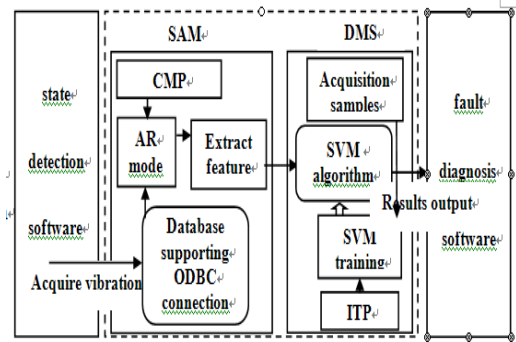 SAM
DMS
state
detection
software
CMP
AR
mode
Extract
feature
Database
supporting
ODBC
connection
Acquire vibration
Acquisition
samples
SVM
algorithm
Results output
SVM
training
ITP
fault
diagnosis
software